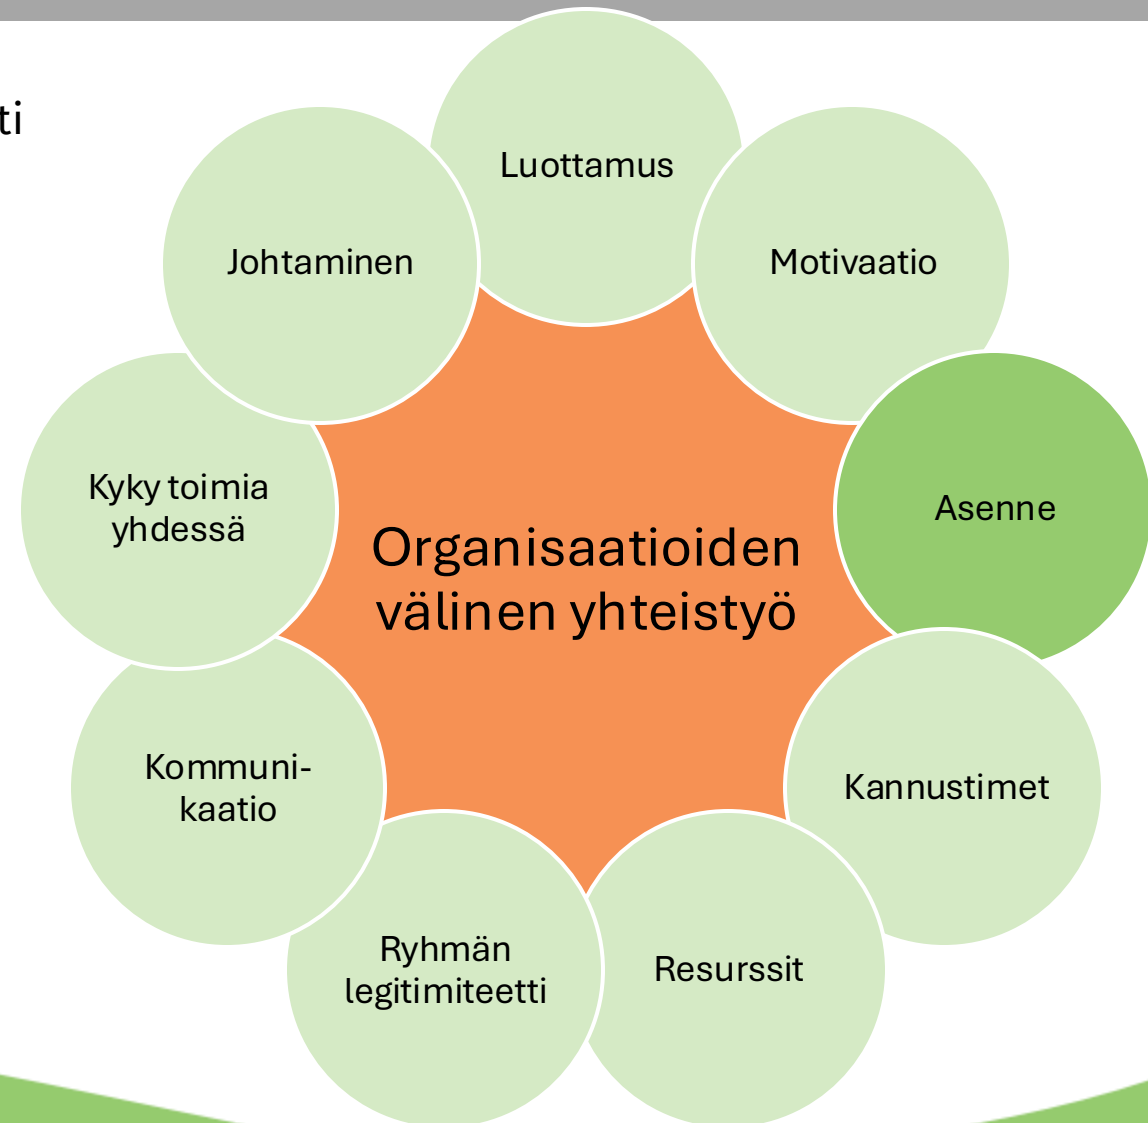 ti
Luottamus
Johtaminen
Motivaatio
Kyky toimia
yhdessä
Asenne
Organisaatioiden
välinen yhteistyö
Kommuni-
kaatio
Kannustimet
Ryhmän
legitimiteetti
Resurssit